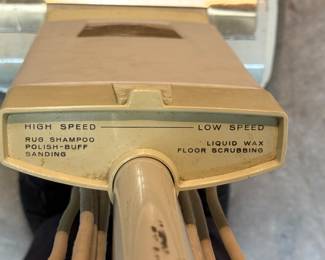 HIGH SPEED LOW SPEED
RUG SHAMPOO
POLISH-BUFF
SANDING
LIQUID WAX
FLOOR SCRUBBING